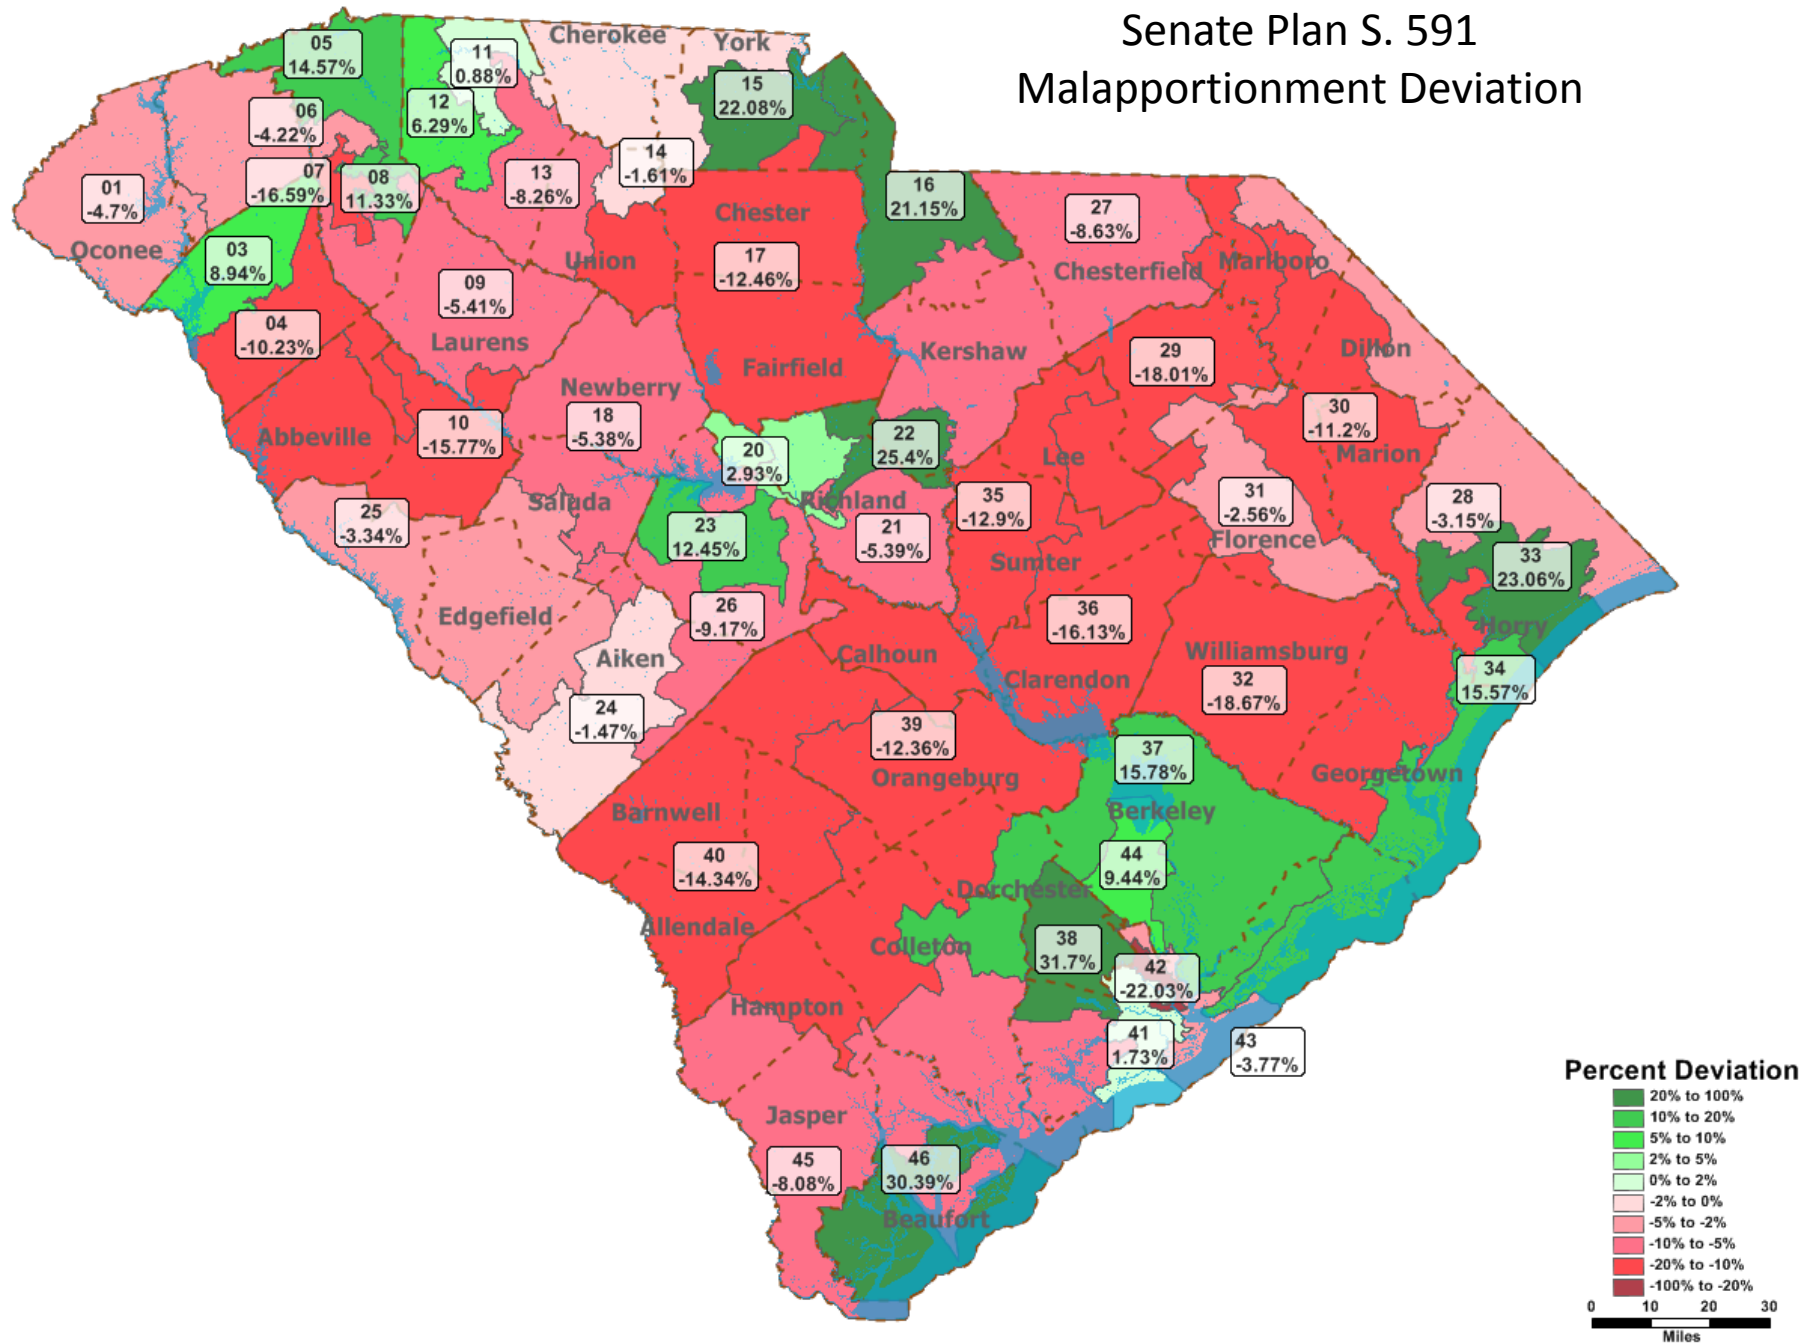 Senate Plan S. 591
Malapportionment Deviation
Cherokee
York
05
14.57%
11
0.88%
15
22.08%
12
6.29%
06
-4.22%
14
-1.61%
07
-16.59%
08
11.33%
13
-8.26%
01
-4.7%
16
21.15%
27
-8.63%
Chester
Oconee
03
8.94%
Union
17
-12.46%
Chesterfield
Marlboro
09
-5.41%
04
-10.23%
Laurens
Kershaw
29
-18.01%
Dillon
Fairfield
Newberry
18
-5.38%
10
-15.77%
Abbeville
20
2.93%
22
25.4%
30
-11.2%
Marion
Lee
Saluda
Richland
35
-12.9%
31
-2.56%
28
-3.15%
25
-3.34%
23
12.45%
21
-5.39%
Florence
Sumter
33
23.06%
Edgefield
26
-9.17%
36
-16.13%
Horry
Aiken
Calhoun
Williamsburg
Clarendon
32
-18.67%
34
15.57%
24
-1.47%
39
-12.36%
Orangeburg
37
15.78%
Georgetown
Barnwell
Berkeley
40
-14.34%
44
9.44%
Dorchester
Allendale
Colleton
38
31.7%
42
-22.03%
Hampton
41
1.73%
43
-3.77%
Jasper
45
-8.08%
46
30.39%
Beaufort
Percent Deviation
20% to 100%
10% to 20%
5% to 10%
2% to 5%
0% to 2%
-2% to 0%
-5% to -2%
-10% to -5%
-20% to -10%
-100% to -20%
0 10 20 30
Miles